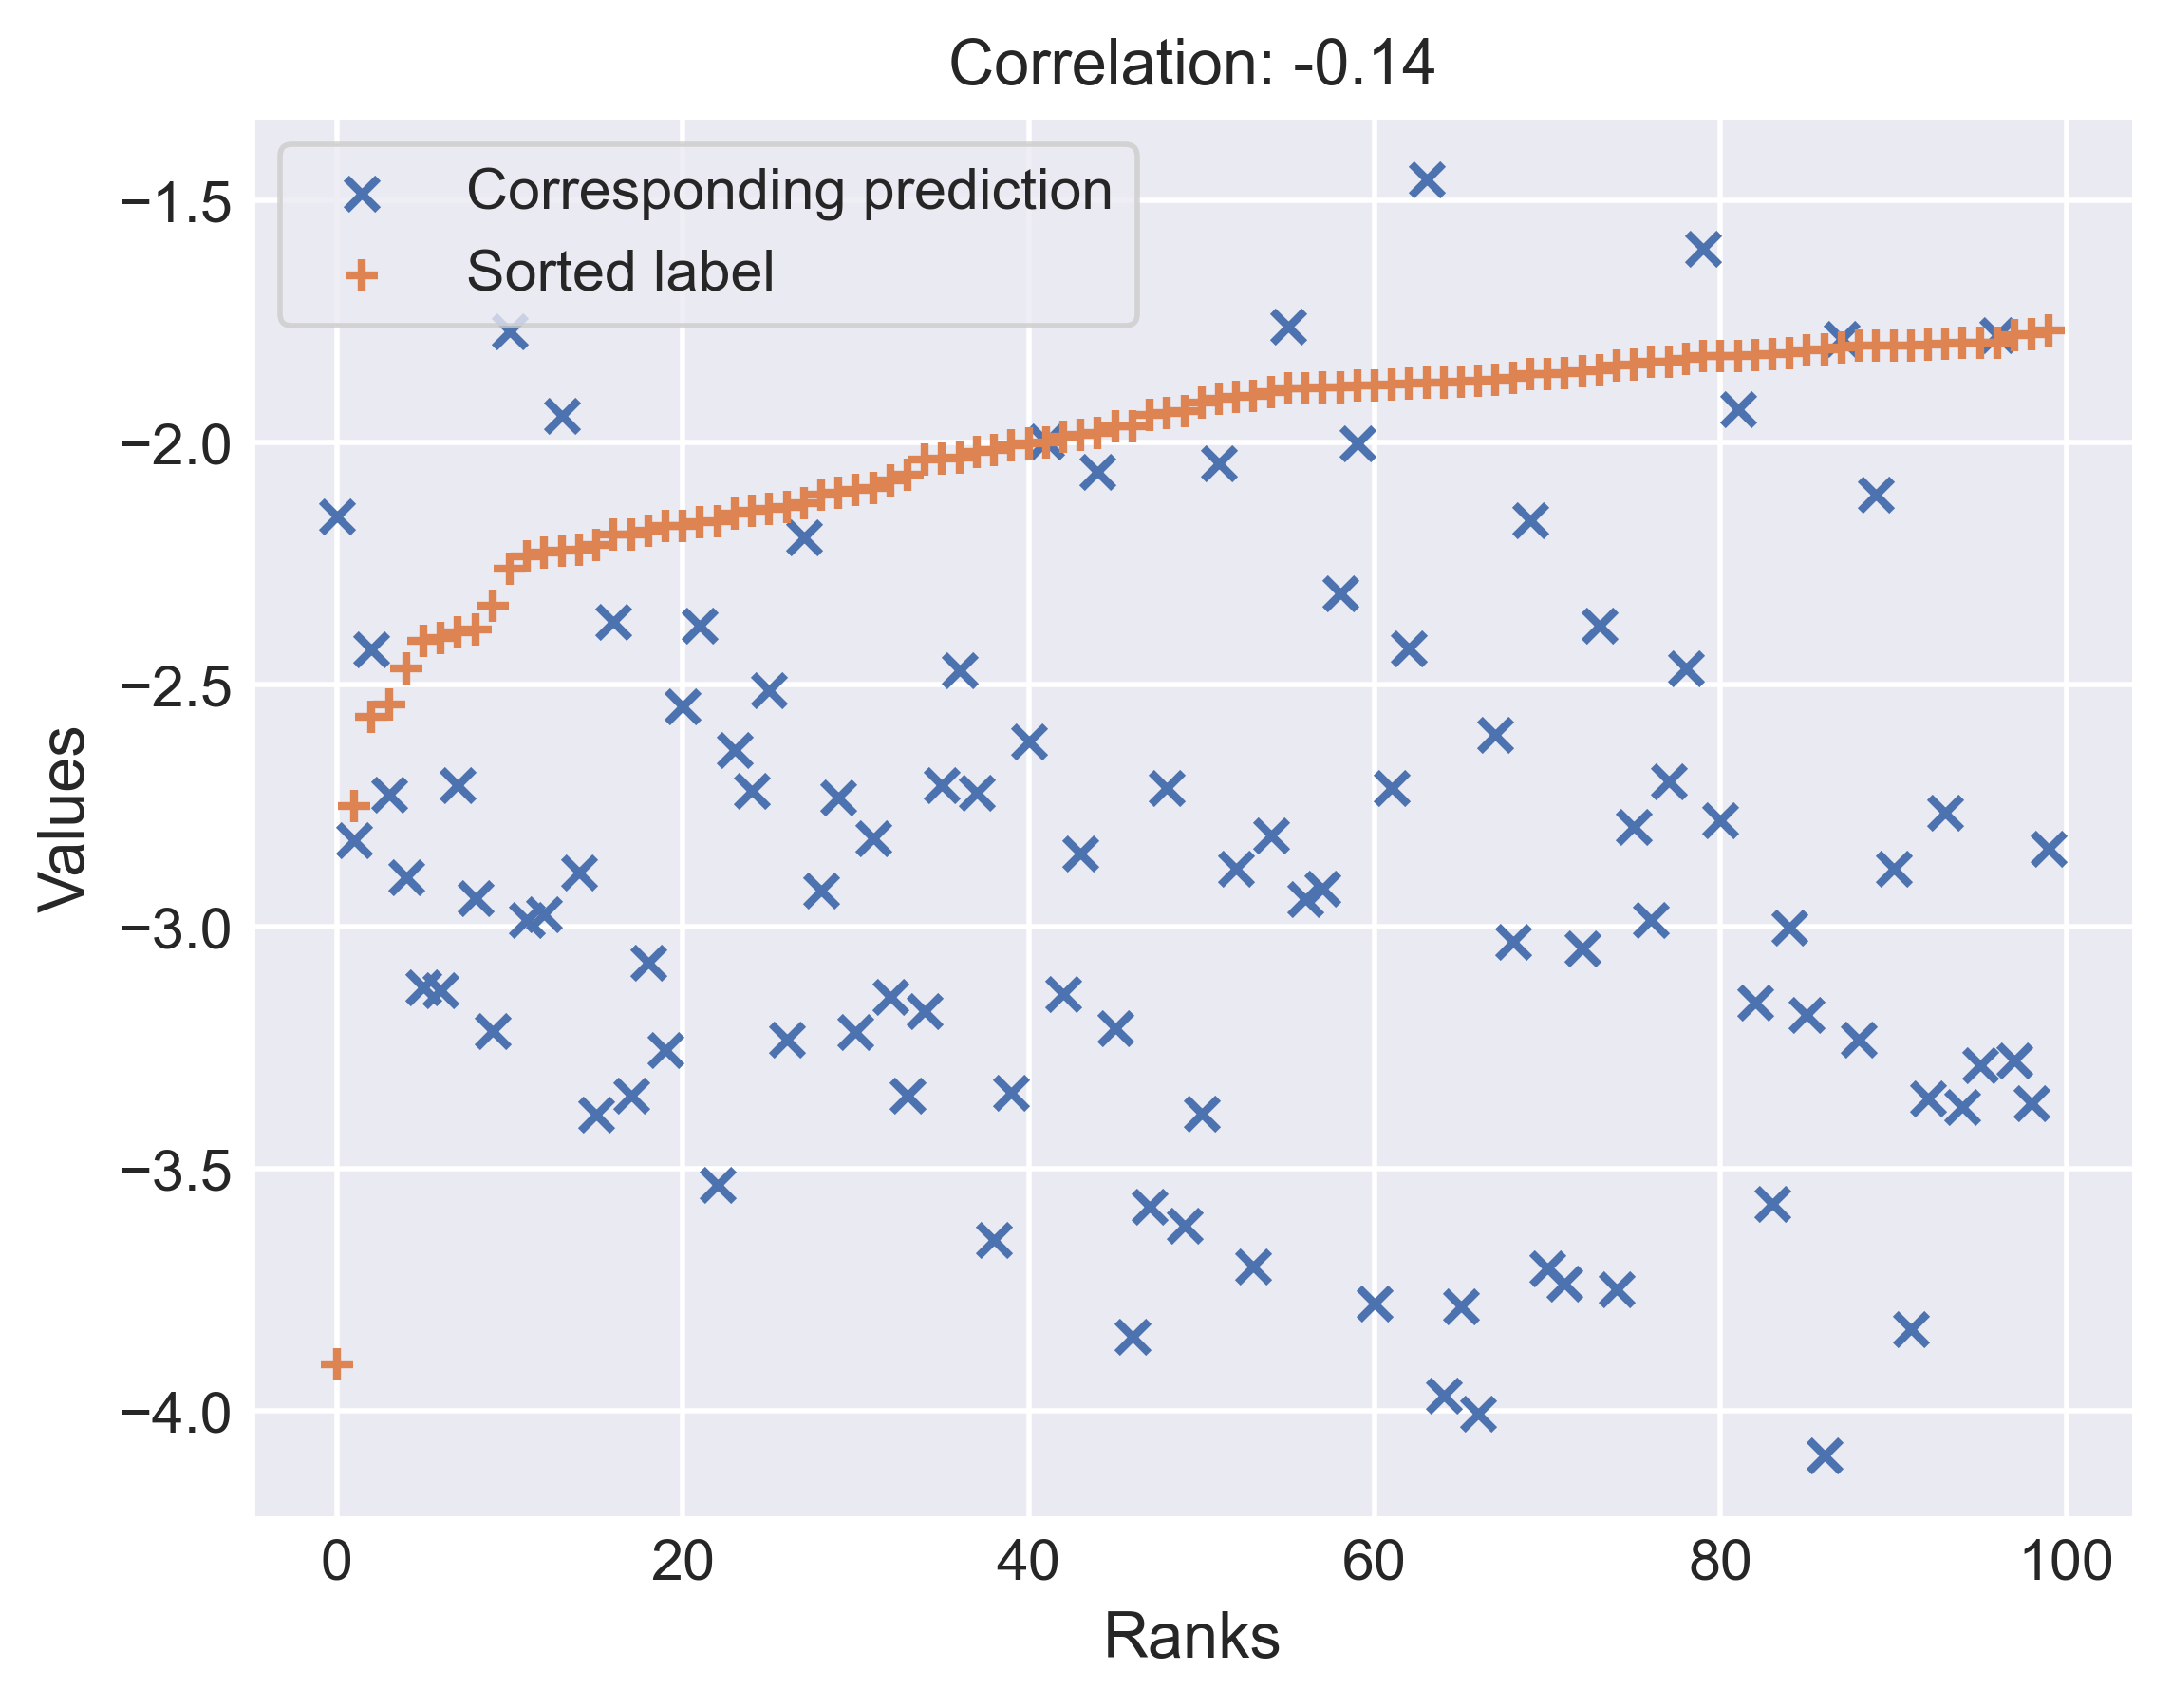 Correlation: -0.14
Corresponding prediction
Sorted label
−1.5
−2.0
−2.5
−3.0
−3.5
−4.0
Values
0 20 40 60 80 100
Ranks